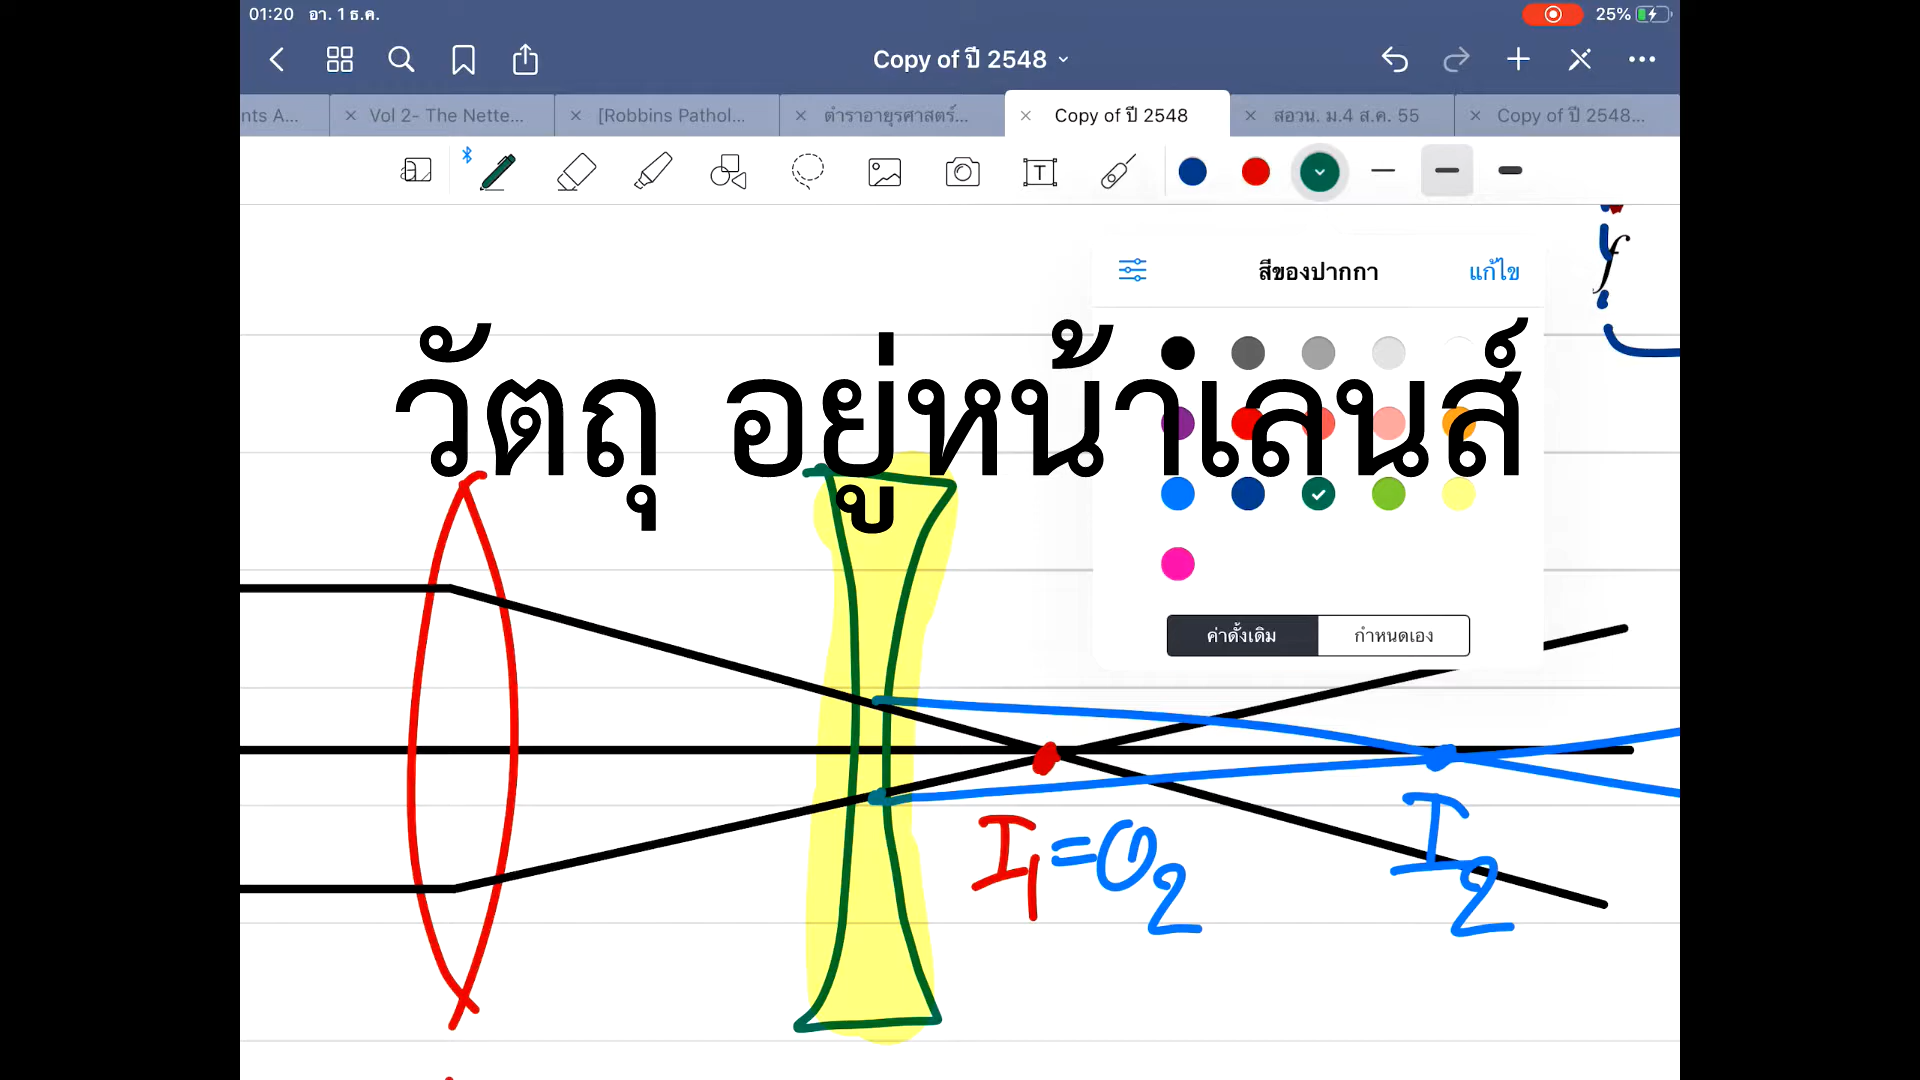 01:20 อา. 1 ธ.ค. 25%
Copy of ปี 2548
nts A... Vol 2- The Nette... [Robbins Pathol... ตำราอายุรศาสตร์... Copy of ปี 2548 สอวน. ม.4 ส.ค. 55 Copy of ปี 2548...
T
f
สีของปากกา แก้ไข
วัตถุ อยู่หน้าเลนส์
ค่าดั้งเดิม กำหนดเอง
I1=O2
I2